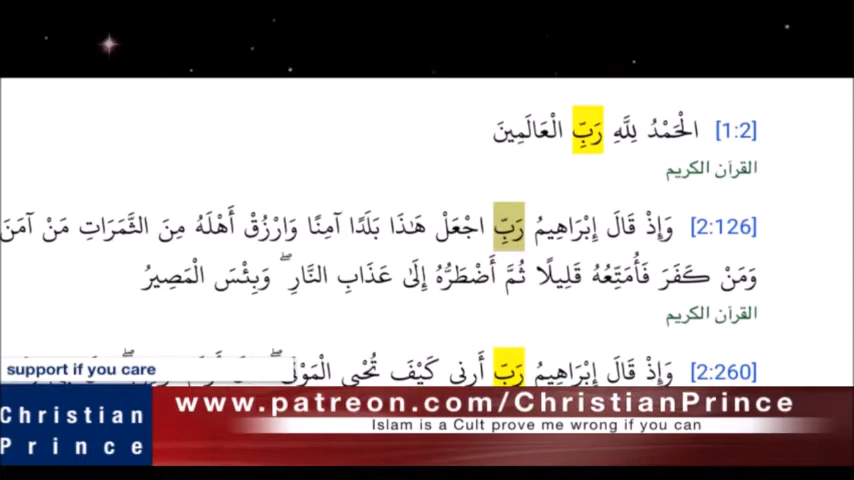 [1:2] الْحَمْدُ لِلَّهِ رَبِّ الْعَالَمِينَ
القرآن الكريم
[2:126] وَإِذْ قَالَ إِبْرَاهِيمُ رَبِّ اجْعَلْ هَٰذَا بَلَدًا آمِنًا وَارْزُقْ أَهْلَهُ مِنَ الثَّمَرَاتِ مَنْ آمَنَ
وَمَنْ كَفَرَ فَأُمَتِّعُهُ قَلِيلًا ثُمَّ أَضْطَرُّهُ إِلَىٰ عَذَابِ النَّارِ ۖ وَبِئْسَ الْمَصِيرُ
القرآن الكريم
[2:260] وَإِذْ قَالَ إِبْرَاهِيمُ رَبِّ أَرِنِي كَيْفَ تُحْيِي الْمَوْتَىٰ
support if you care
Christian
Prince
www.patreon.com/ChristianPrince
Islam is a Cult prove me wrong if you can